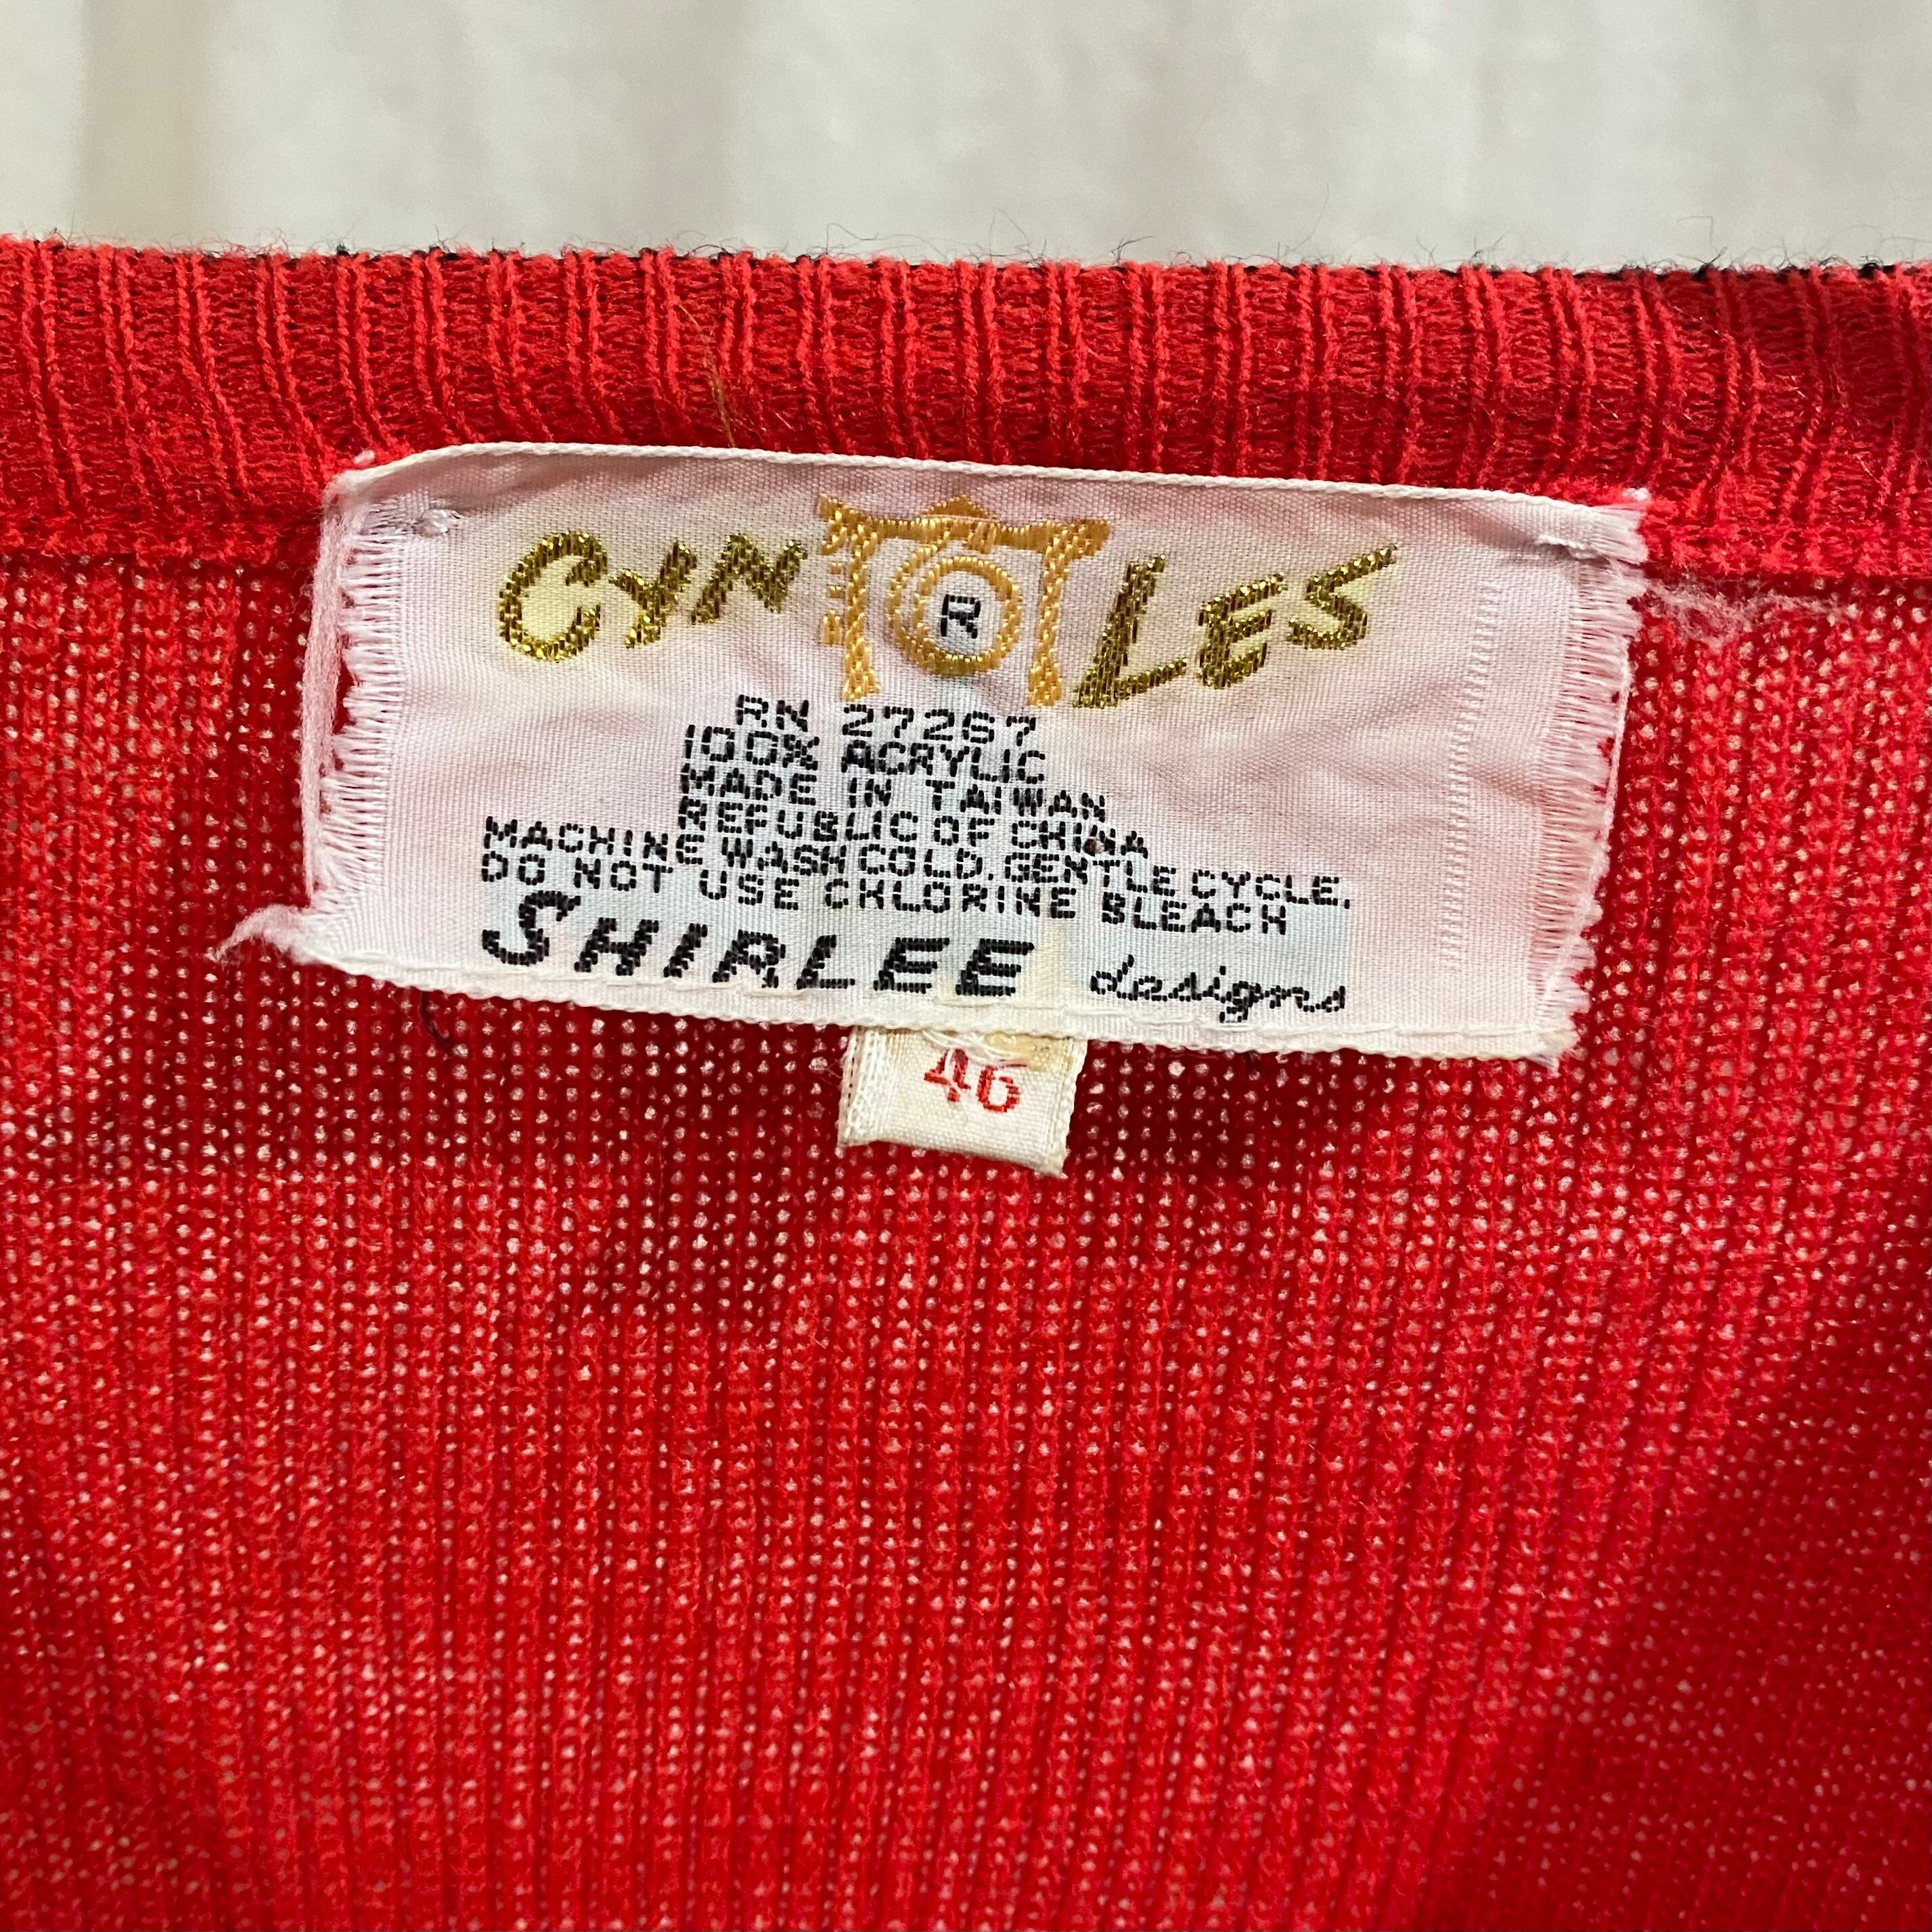 CYN R LES
RN 27267
100% ACRYLIC
MADE IN TAIWAN
REPUBLIC OF CHINA
MACHINE WASH COLD, GENTLE CYCLE,
DO NOT USE CHLORINE BLEACH
SHIRLEE designs
46